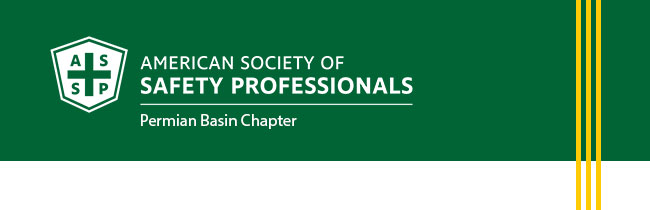 A S
S P
AMERICAN SOCIETY OF
SAFETY PROFESSIONALS
Permian Basin Chapter